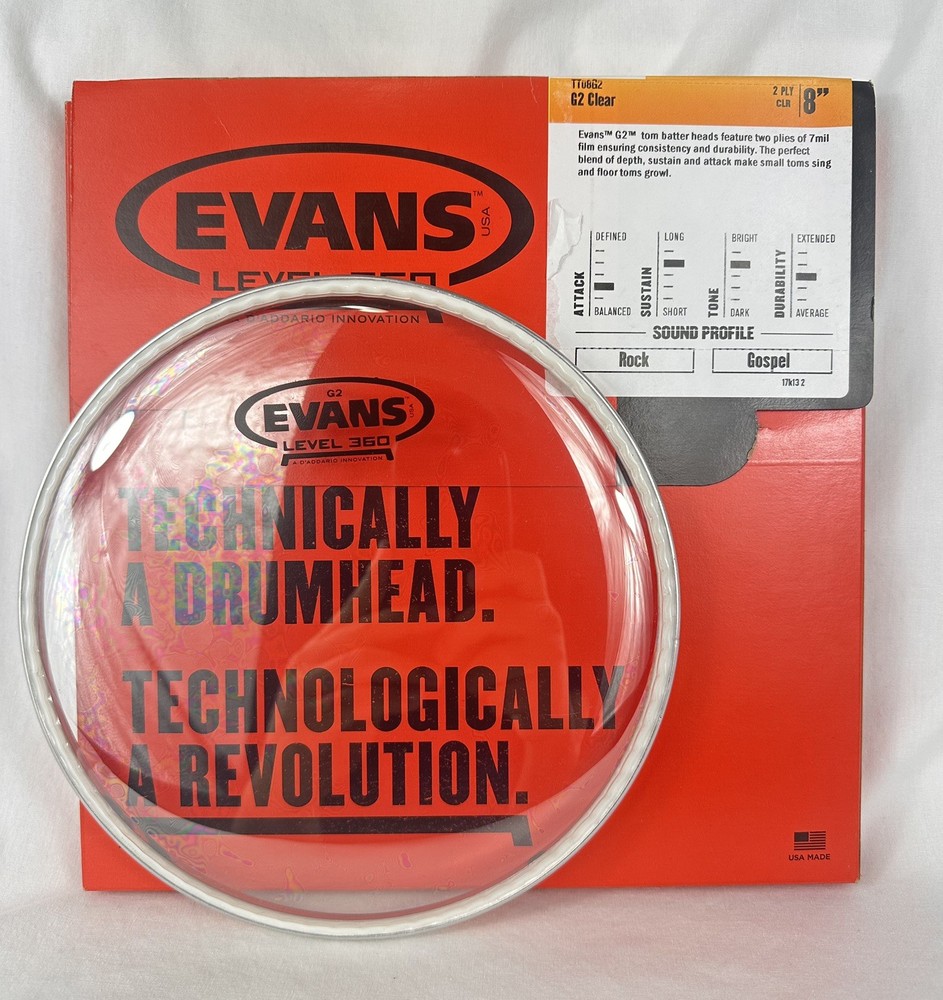 TT08G2
G2 Clear
2 PLY
CLR
8”
Evans™ G2™ tom batter heads feature two plies of 7mil
film ensuring consistency and durability. The perfect
blend of depth, sustain and attack make small toms sing
and floor toms growl.
EVANS™
USA
LEVEL 360
D'ADDARIO INNOVATION
ATTACK
DEFINED
BALANCED
SUSTAIN
LONG
SHORT
TONE
BRIGHT
DARK
DURABILITY
EXTENDED
AVERAGE
SOUND PROFILE
Rock
Gospel
17k13 2
G2
EVANS
USA
LEVEL 360
A D'ADDARIO INNOVATION
TECHNICALLY
A DRUMHEAD.
TECHNOLOGICALLY
A REVOLUTION.
USA MADE